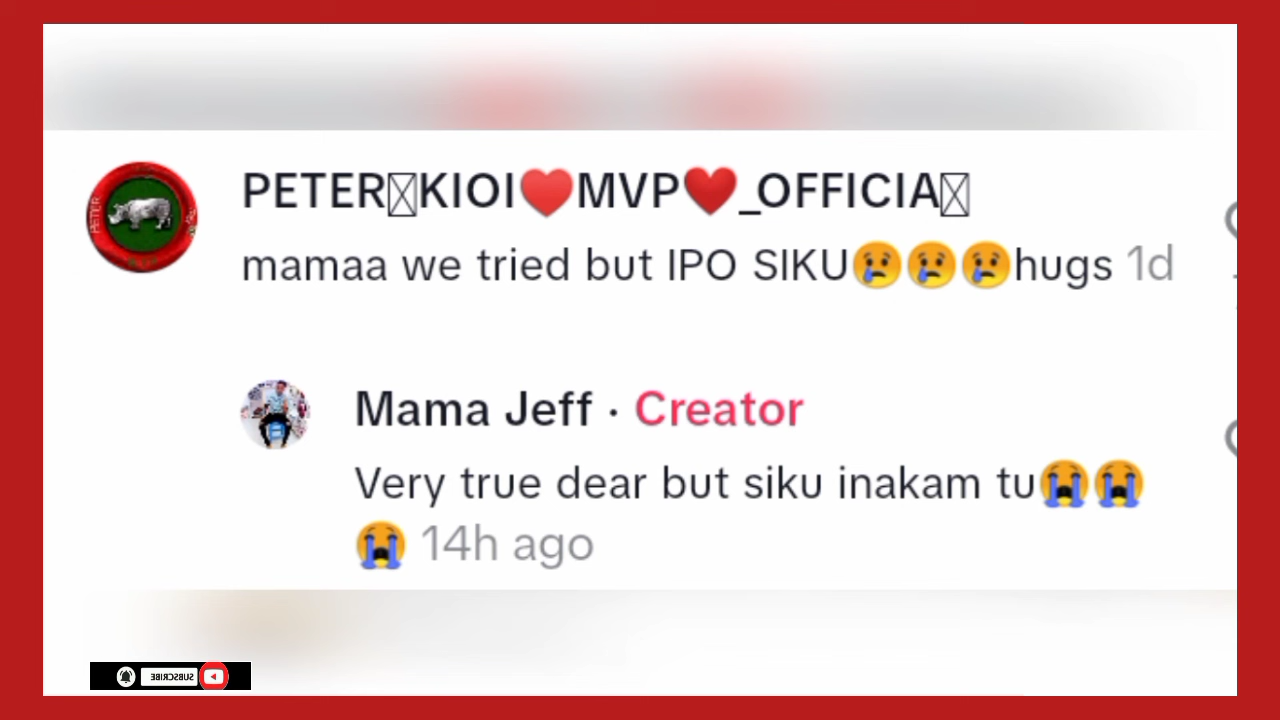 PETER KIOI❤️MVP❤️_OFFICIA
mamaa we tried but IPO SIKU😢😢😢hugs 1d
Mama Jeff · Creator
Very true dear but siku inakam tu😭😭
😭 14h ago
SUBSCRIBE